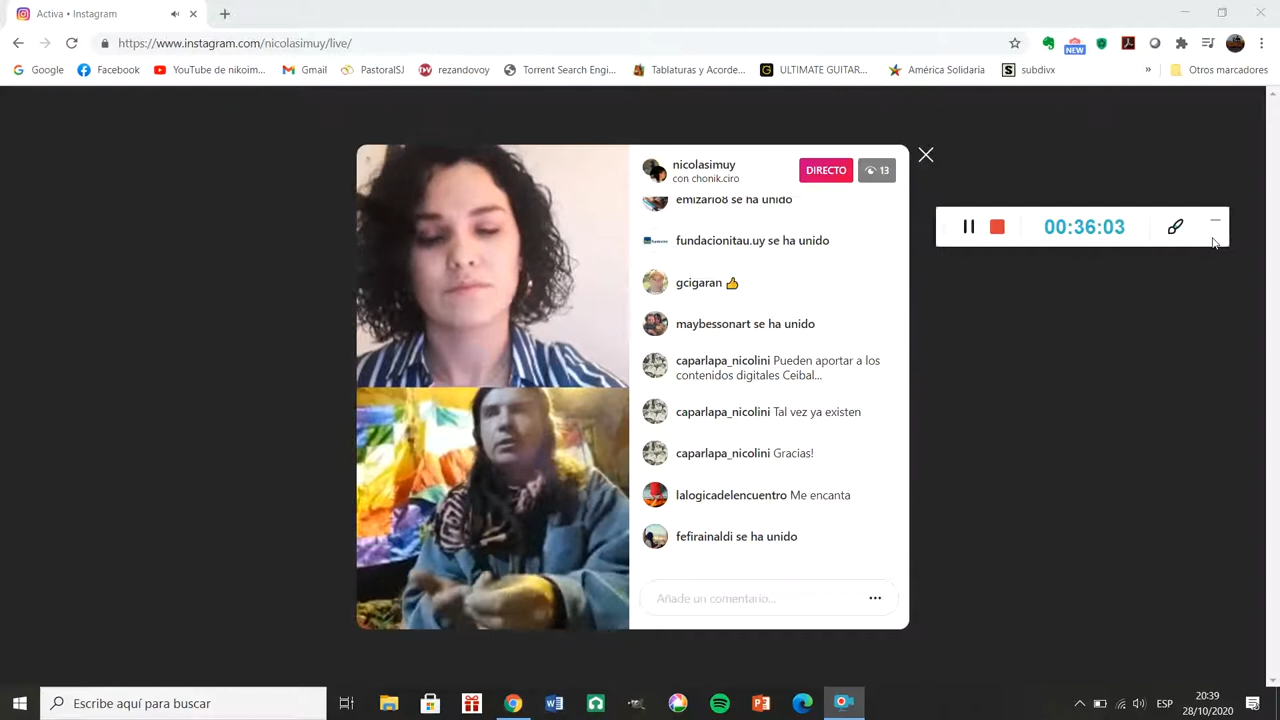 Activa • Instagram
https://www.instagram.com/nicolasimuy/live/
NEW
Google
Facebook
YouTube de nikoim...
Gmail
PastoralSJ
rezandovoy
Torrent Search Engi...
Tablaturas y Acorde...
ULTIMATE GUITAR...
América Solidaria
subdivx
»
Otros marcadores
nicolasimuy
con chonik.ciro
DIRECTO
13
emizario8 se ha unido
fundacionitau.uy se ha unido
gcigaran 👍
maybessonart se ha unido
caparlapa_nicolini Pueden aportar a los
contenidos digitales Ceibal...
caparlapa_nicolini Tal vez ya existen
caparlapa_nicolini Gracias!
lalogicadelencuentro Me encanta
fefirainaldi se ha unido
Añade un comentario...
00:36:03
Escribe aquí para buscar
ESP
20:39
28/10/2020